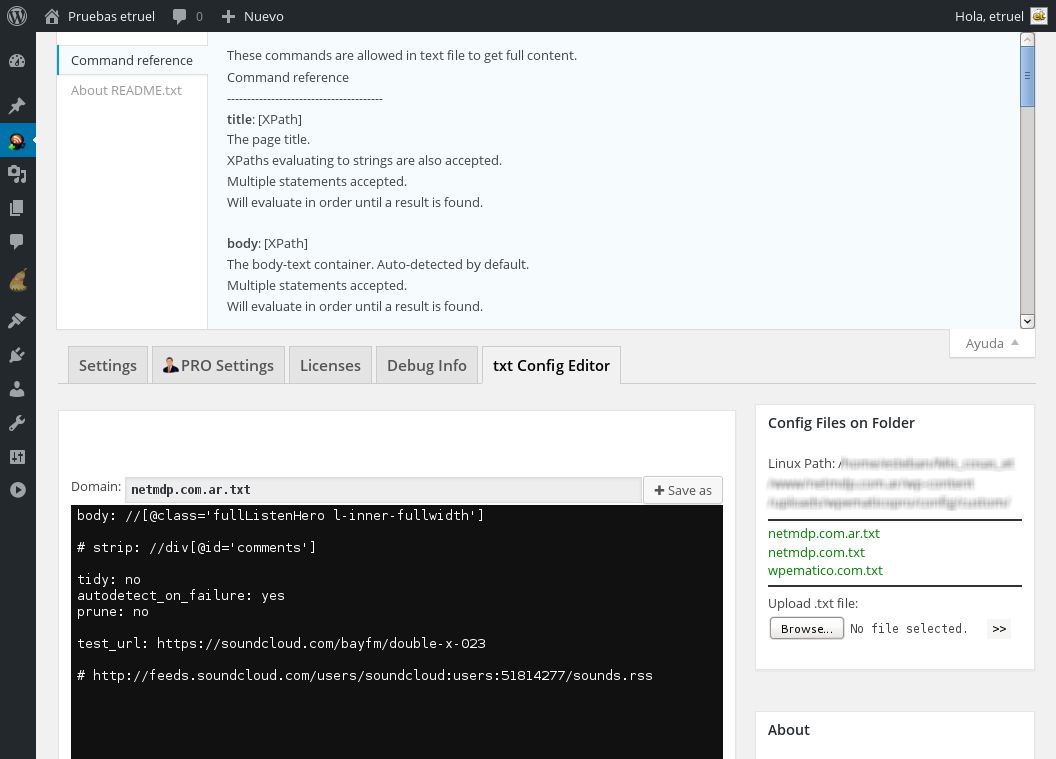 Pruebas etruel
0
Nuevo
Hola, etruel
Command reference
About README.txt
These commands are allowed in text file to get full content.
Command reference
---------------------------------------
title: [XPath]
The page title.
XPaths evaluating to strings are also accepted.
Multiple statements accepted.
Will evaluate in order until a result is found.
body: [XPath]
The body-text container. Auto-detected by default.
Multiple statements accepted.
Will evaluate in order until a result is found.
Ayuda
Settings
PRO Settings
Licenses
Debug Info
txt Config Editor
Domain:
netmdp.com.ar.txt
Save as
body: //[@class='fullListenHero l-inner-fullwidth']
# strip: //div[@id='comments']
tidy: no
autodetect_on_failure: yes
prune: no
test_url: https://soundcloud.com/bayfm/double-x-023
# http://feeds.soundcloud.com/users/soundcloud:users:51814277/sounds.rss
Config Files on Folder
Linux Path: /
netmdp.com.ar.txt
netmdp.com.txt
wpematico.com.txt
Upload .txt file:
Browse... No file selected. >>
About